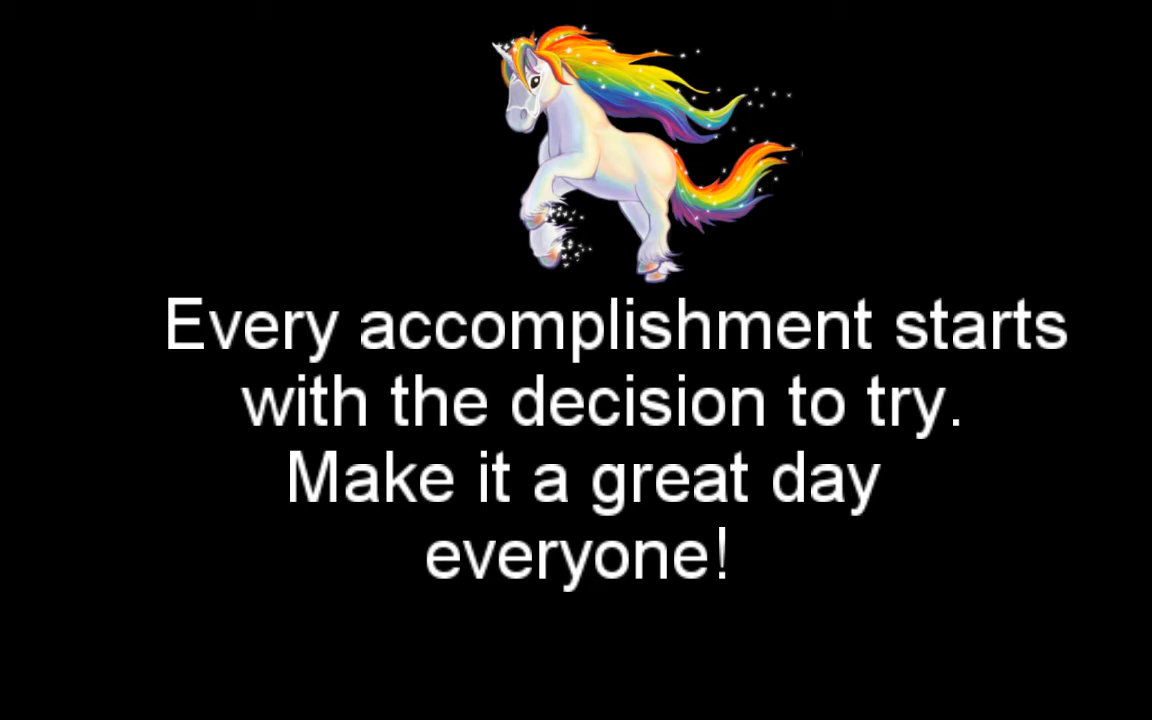 Every accomplishment starts
with the decision to try.
Make it a great day
everyone!